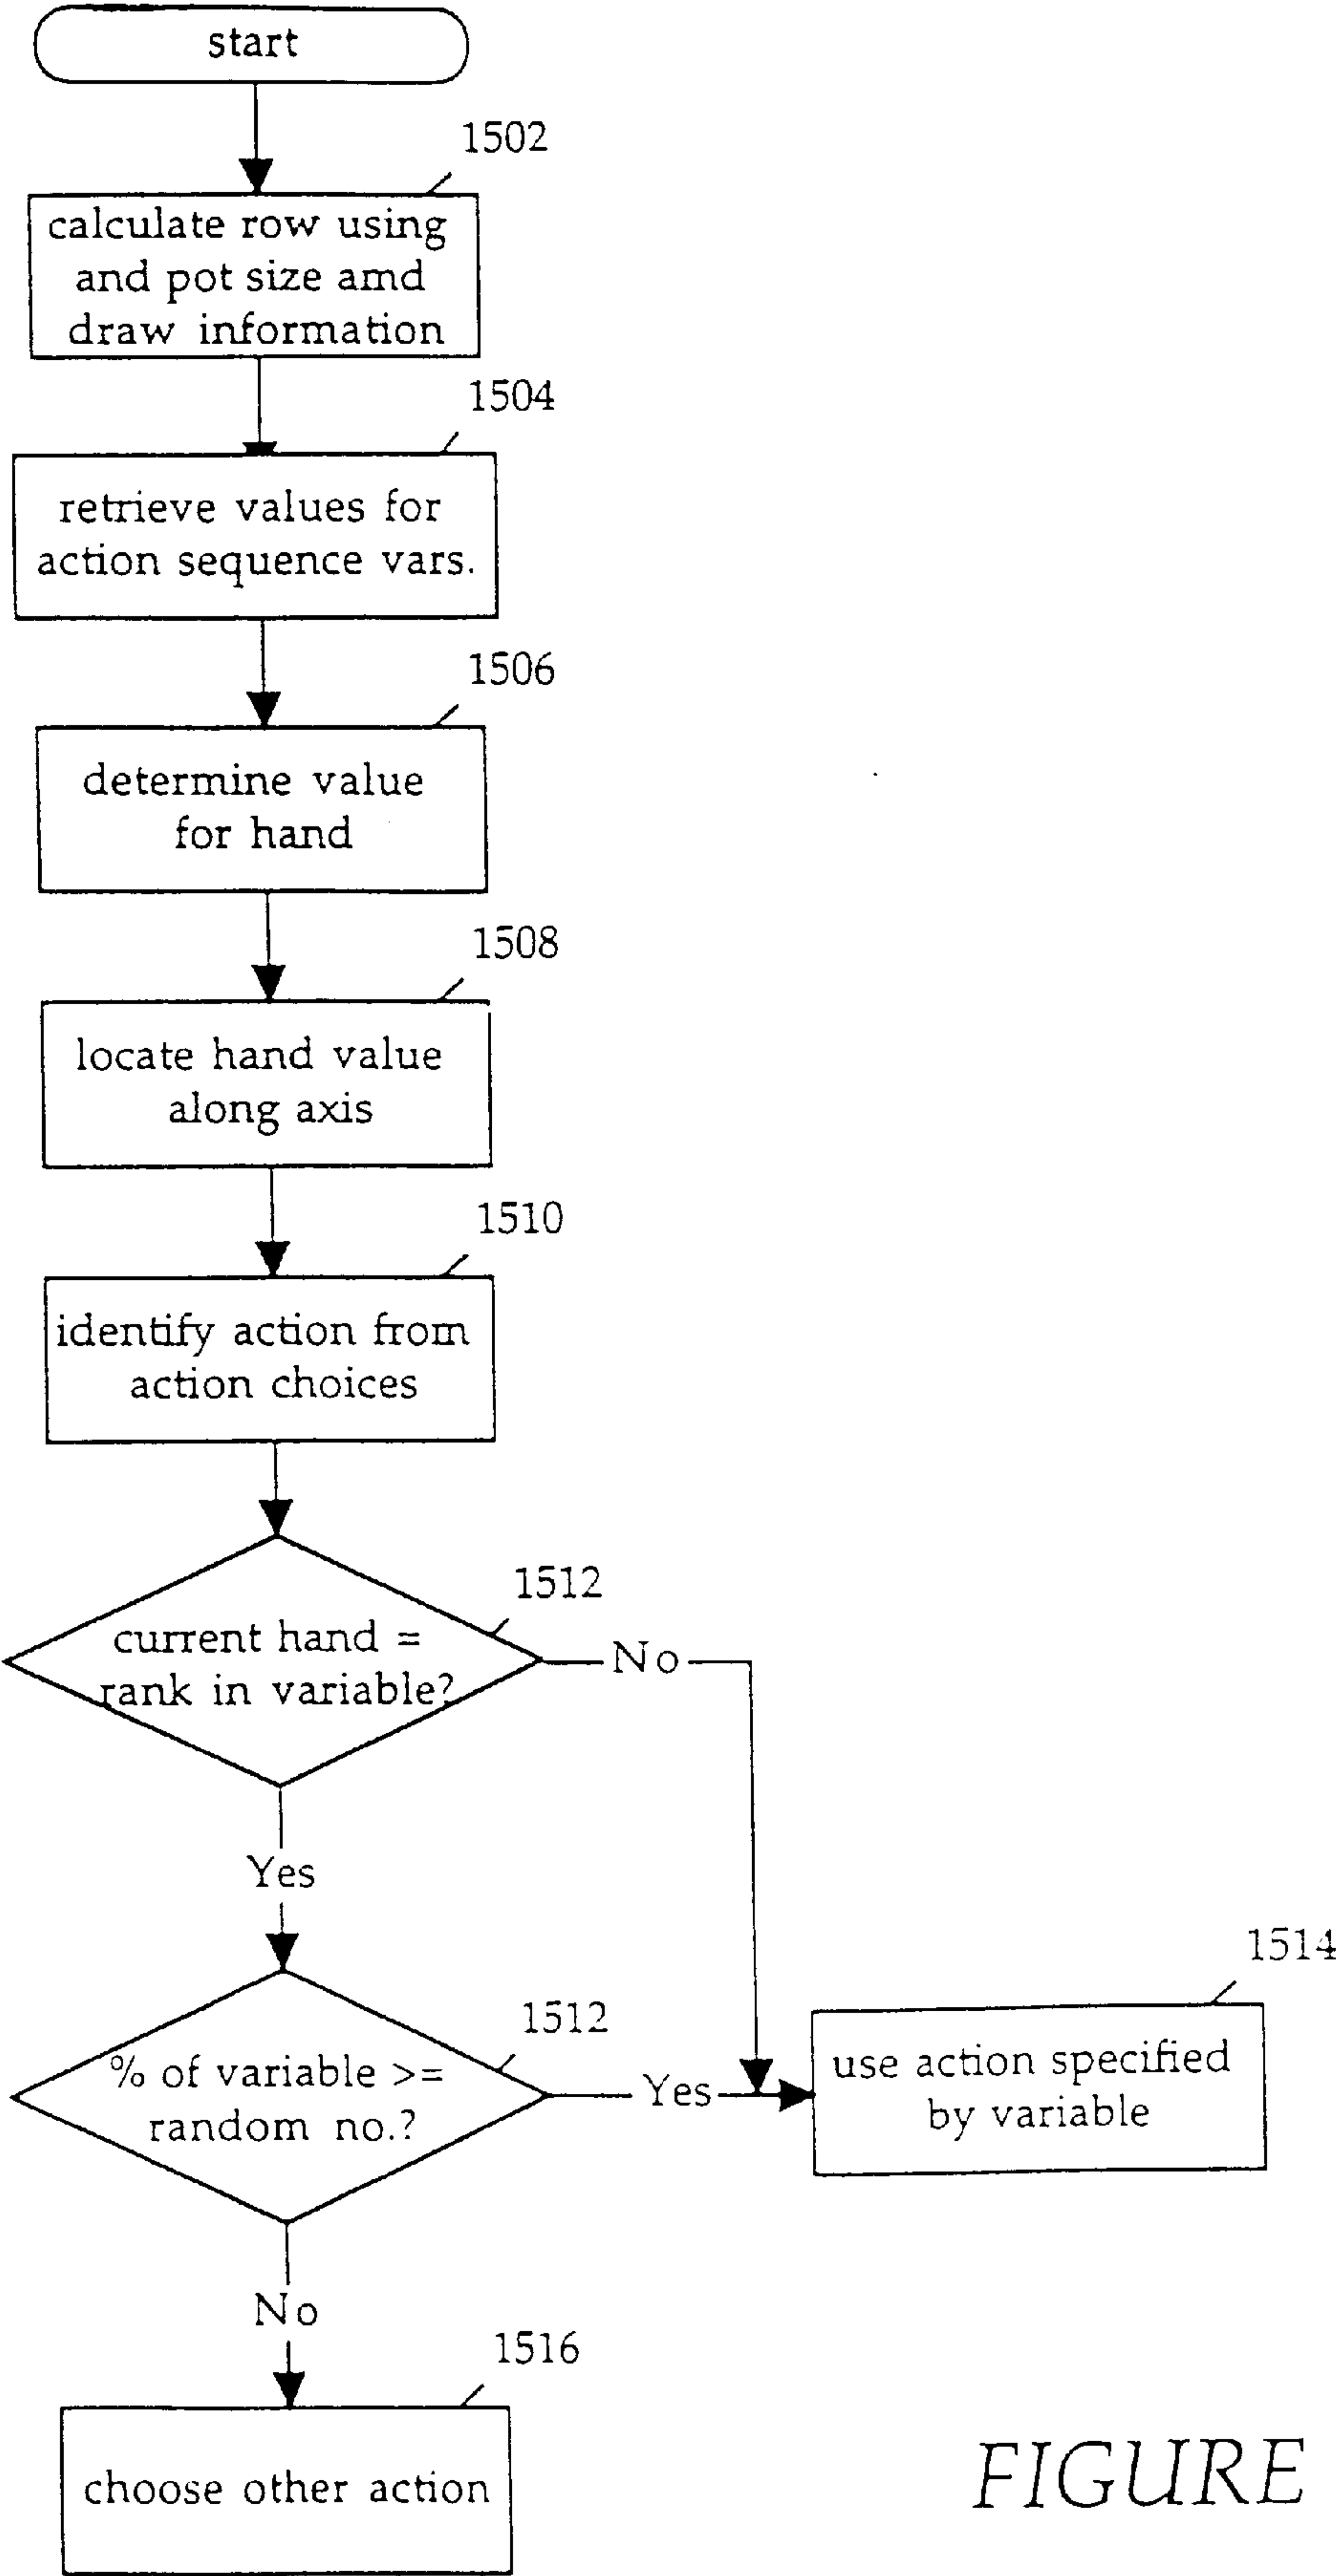 start
1502
calculate row using
and pot size amd
draw information
1504
retrieve values for
action sequence vars.
1506
determine value
for hand
1508
locate hand value
along axis
1510
identify action from
action choices
1512
current hand =
rank in variable?
No
Yes
1512
% of variable >=
random no.?
Yes
1514
use action specified
by variable
No
1516
choose other action
FIGURE